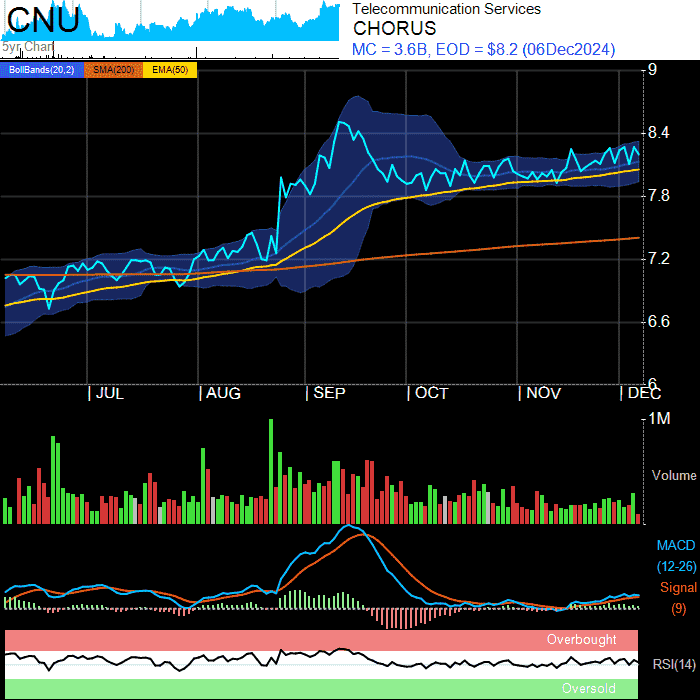 CNU
5yr Chart
Telecommunication Services
CHORUS
MC = 3.6B, EOD = $8.2 (06Dec2024)
BollBands(20,2) SMA(200) EMA(50)
9
8.4
7.8
7.2
6.6
6
JUL AUG SEP OCT NOV DEC
1M
Volume
MACD
(12-26)
Signal
(9)
Overbought
RSI(14)
Oversold